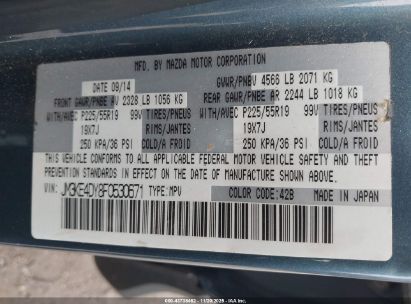 MFD. BY MAZDA MOTOR CORPORATION
DATE 09/14 GVWR/PNBV 4566 LB 2071 KG
FRONT GAWR/PNBE AV 2328 LB 1056 KG REAR GAWR/PNBE AR 2244 LB 1018 KG
WITH/AVEC P225/55R19 99V TIRES/PNEUS WITH/AVEC P225/55R19 99V TIRES/PNEUS
19X7J RIMS/JANTES 19X7J RIMS/JANTES
250 KPA/36 PSI COLD/A FROID 250 KPA/36 PSI COLD/A FROID
THIS VEHICLE CONFORMS TO ALL APPLICABLE FEDERAL MOTOR VEHICLE
SAFETY, BUMPER, AND THEFT PREVENTION STANDARDS IN EFFECT ON THE DATE OF
MANUFACTURE SHOWN ABOVE.
VIN: JM3KE4DY8F0530571 TYPE:MPV COLOR CODE:42B MADE IN JAPAN